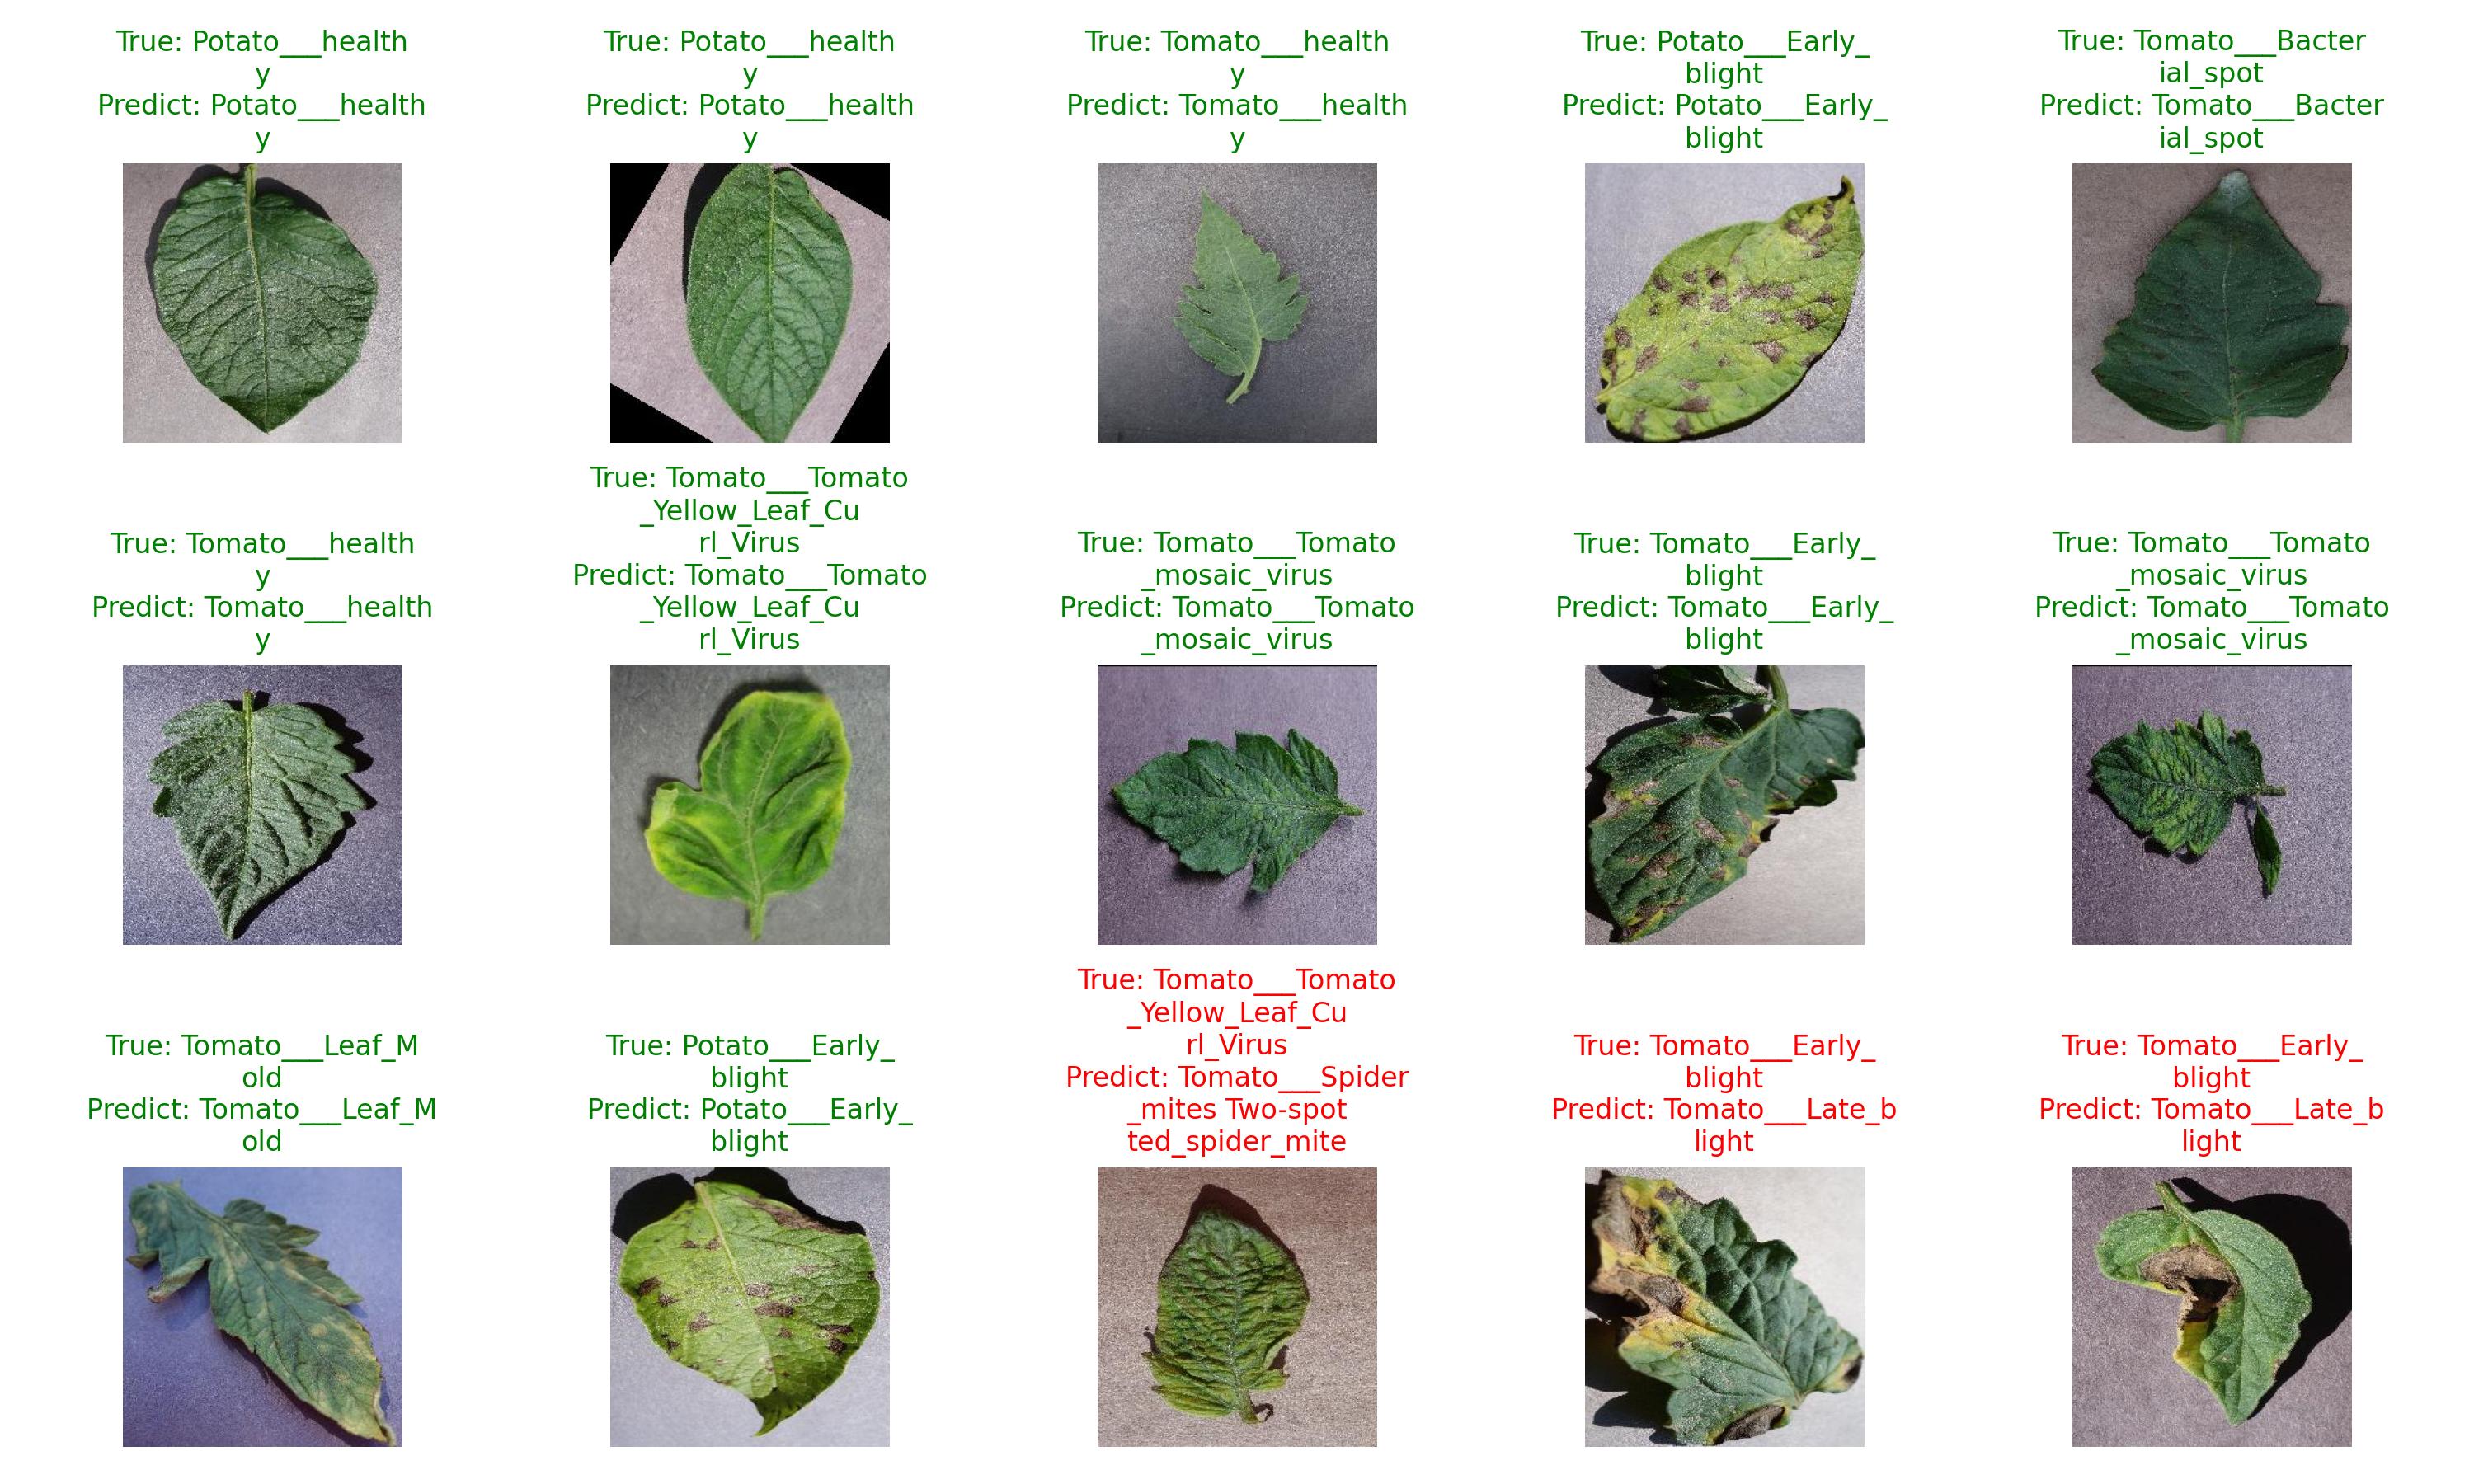 True: Potato___health
y
Predict: Potato___health
y
True: Potato___health
y
Predict: Potato___health
y
True: Tomato___health
y
Predict: Tomato___health
y
True: Potato___Early_
blight
Predict: Potato___Early_
blight
True: Tomato___Bacter
ial_spot
Predict: Tomato___Bacter
ial_spot
True: Tomato___health
y
Predict: Tomato___health
y
True: Tomato___Tomato
_Yellow_Leaf_Cu
rl_Virus
Predict: Tomato___Tomato
_Yellow_Leaf_Cu
rl_Virus
True: Tomato___Tomato
_mosaic_virus
Predict: Tomato___Tomato
_mosaic_virus
True: Tomato___Early_
blight
Predict: Tomato___Early_
blight
True: Tomato___Tomato
_mosaic_virus
Predict: Tomato___Tomato
_mosaic_virus
True: Tomato___Leaf_M
old
Predict: Tomato___Leaf_M
old
True: Potato___Early_
blight
Predict: Potato___Early_
blight
True: Tomato___Tomato
_Yellow_Leaf_Cu
rl_Virus
Predict: Tomato___Spider
_mites Two-spot
ted_spider_mite
True: Tomato___Early_
blight
Predict: Tomato___Late_b
light
True: Tomato___Early_
blight
Predict: Tomato___Late_b
light